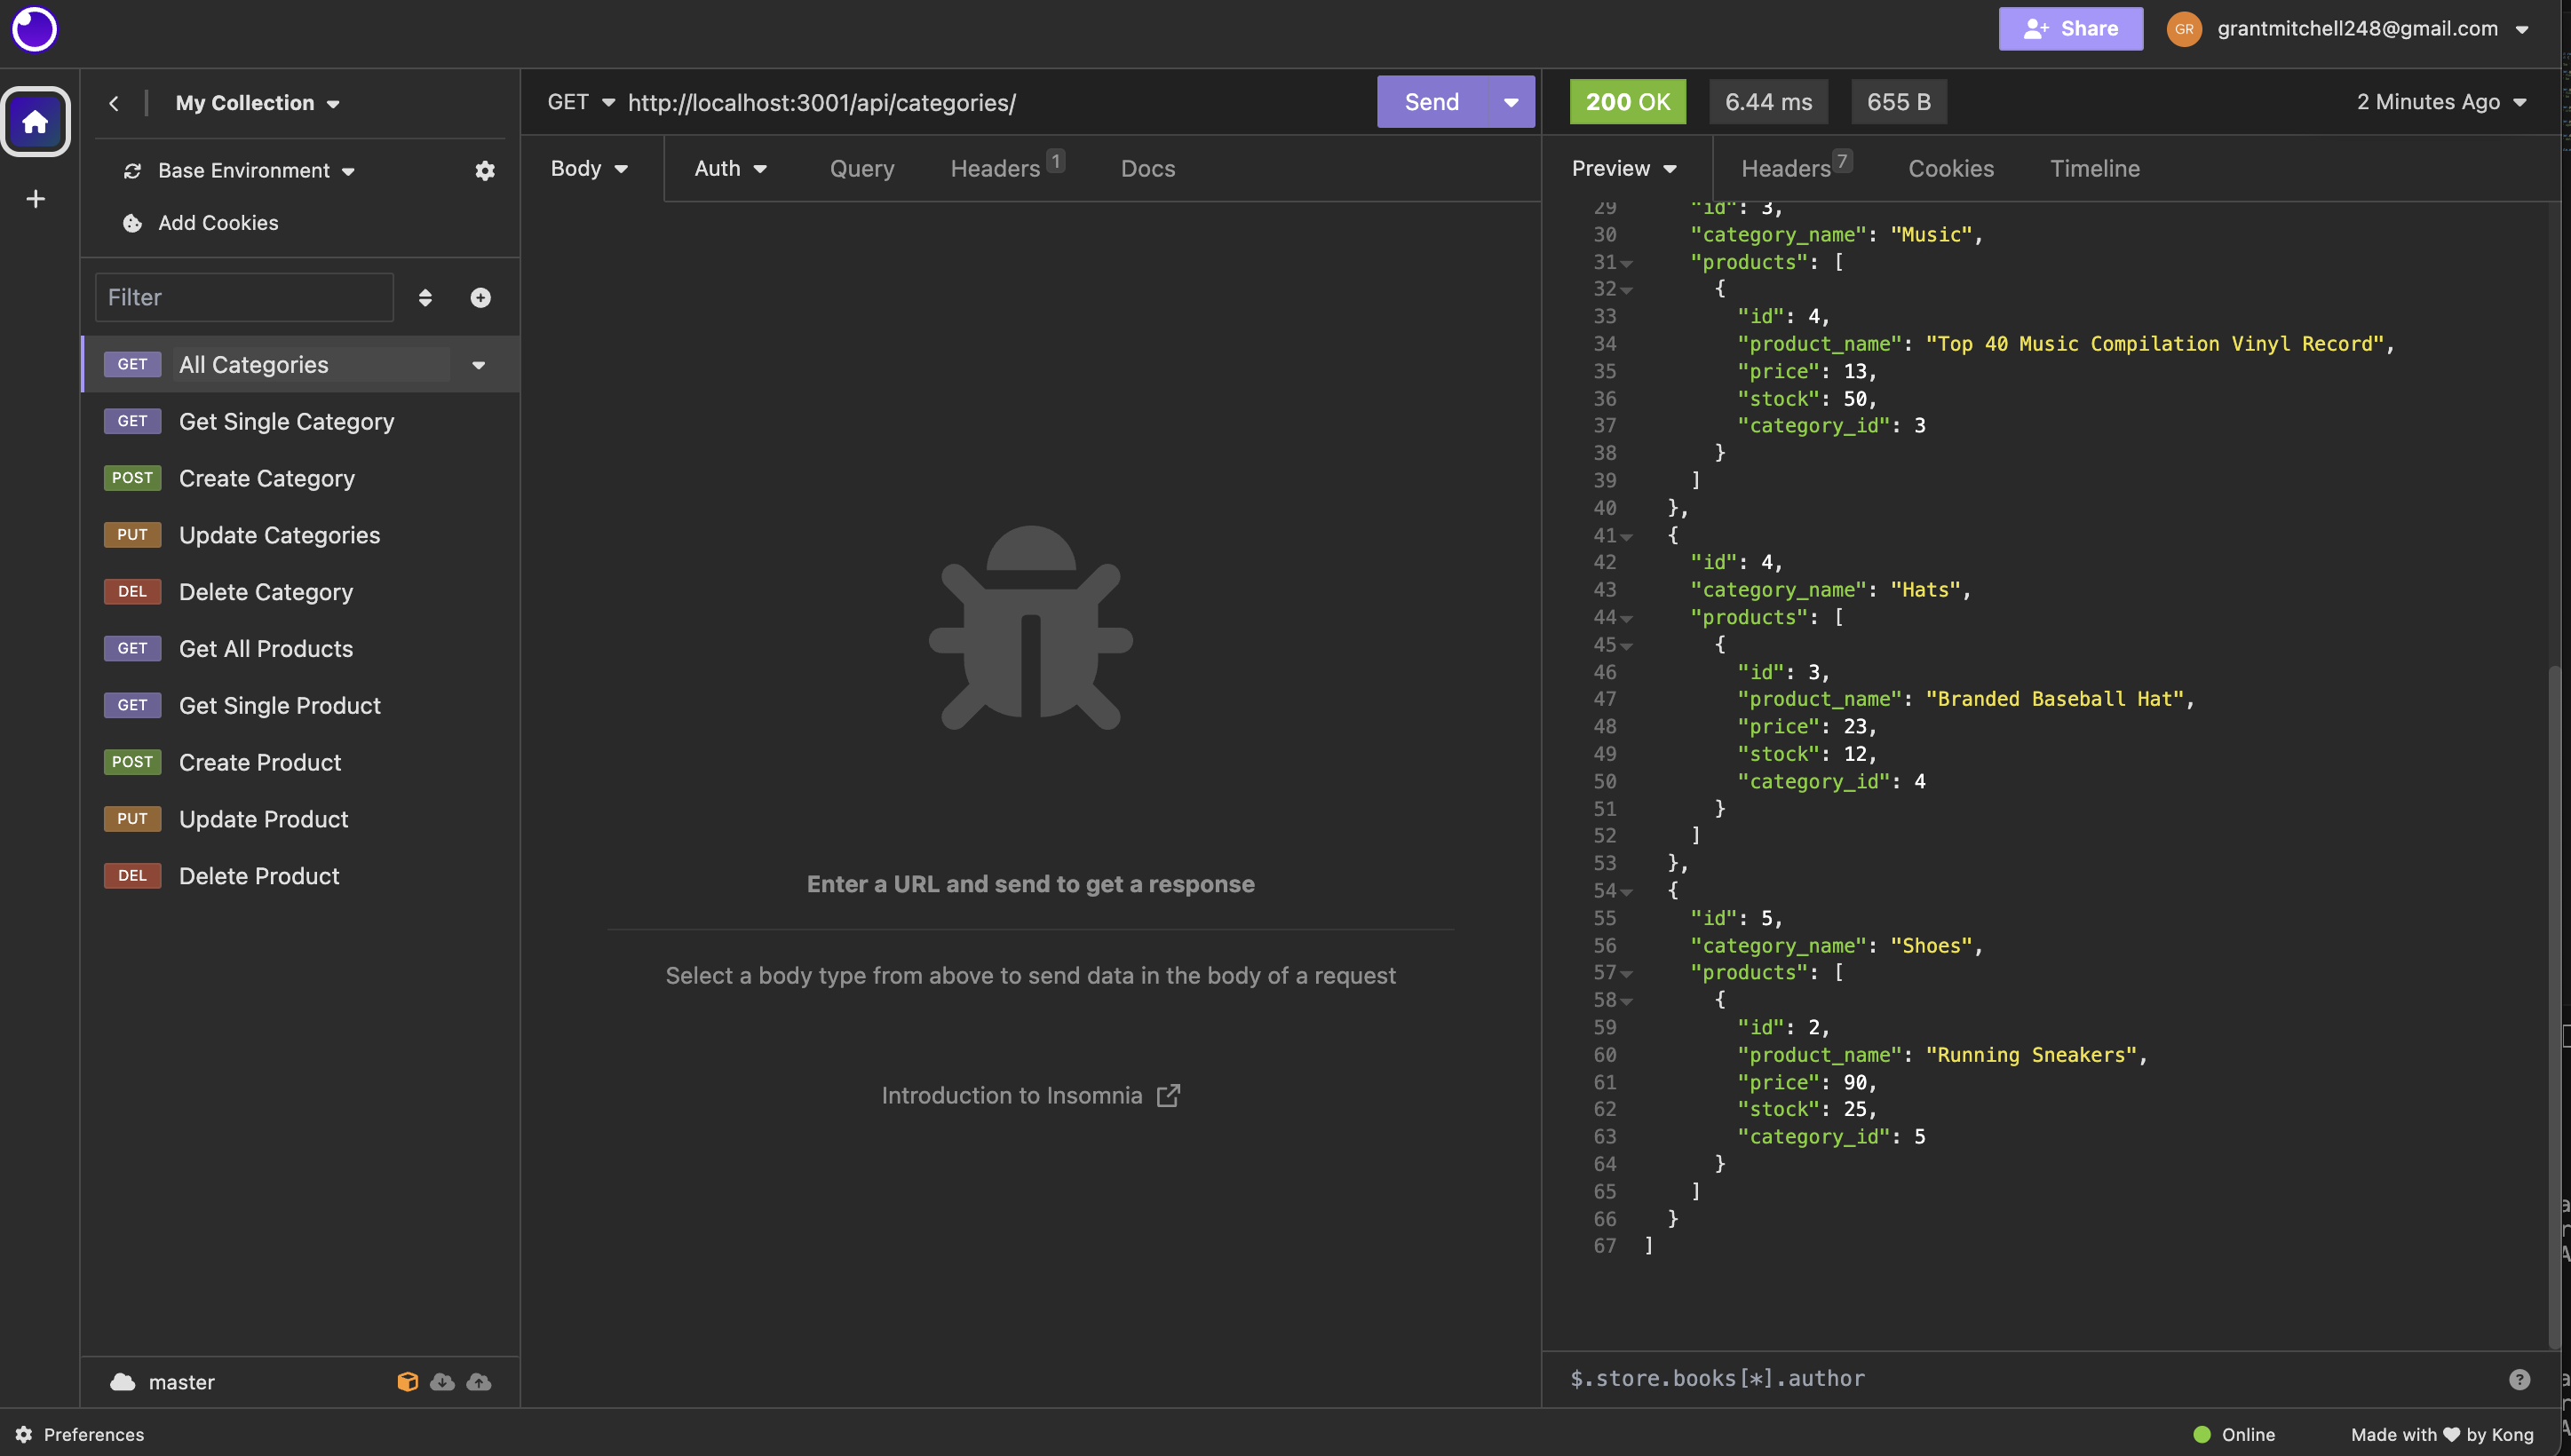 Share
GR
grantmitchell248@gmail.com
My Collection
Base Environment
Add Cookies
Filter
GET All Categories
GET Get Single Category
POST Create Category
PUT Update Categories
DEL Delete Category
GET Get All Products
GET Get Single Product
POST Create Product
PUT Update Product
DEL Delete Product
master
GET http://localhost:3001/api/categories/
Send
Body Auth Query Headers 1 Docs
Enter a URL and send to get a response
Select a body type from above to send data in the body of a request
Introduction to Insomnia
200 OK 6.44 ms 655 B 2 Minutes Ago
Preview Headers 7 Cookies Timeline
29 "id": 3,
30 "category_name": "Music",
31 "products": [
32 {
33 "id": 4,
34 "product_name": "Top 40 Music Compilation Vinyl Record",
35 "price": 13,
36 "stock": 50,
37 "category_id": 3
38 }
39 ]
40 },
41 {
42 "id": 4,
43 "category_name": "Hats",
44 "products": [
45 {
46 "id": 3,
47 "product_name": "Branded Baseball Hat",
48 "price": 23,
49 "stock": 12,
50 "category_id": 4
51 }
52 ]
53 },
54 {
55 "id": 5,
56 "category_name": "Shoes",
57 "products": [
58 {
59 "id": 2,
60 "product_name": "Running Sneakers",
61 "price": 90,
62 "stock": 25,
63 "category_id": 5
64 }
65 ]
66 }
67 ]
$.store.books[*].author
Preferences
Online
Made with ♥ by Kong